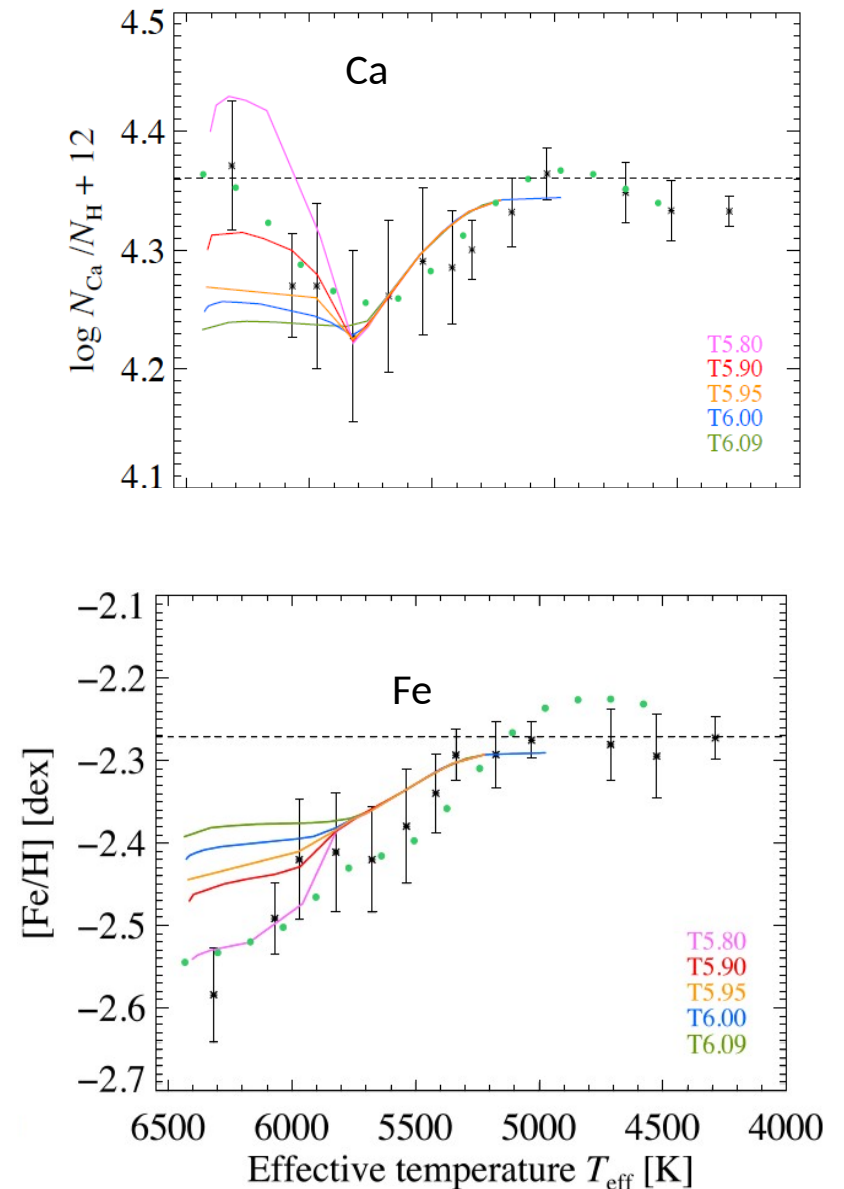 4.5
Ca
4.4
4.3
4.2
4.1
log N_Ca /N_H + 12
T5.80
T5.90
T5.95
T6.00
T6.09
−2.1
−2.2
Fe
−2.3
−2.4
−2.5
−2.6
−2.7
[Fe/H] [dex]
T5.80
T5.90
T5.95
T6.00
T6.09
6500 6000 5500 5000 4500 4000
Effective temperature T_eff [K]